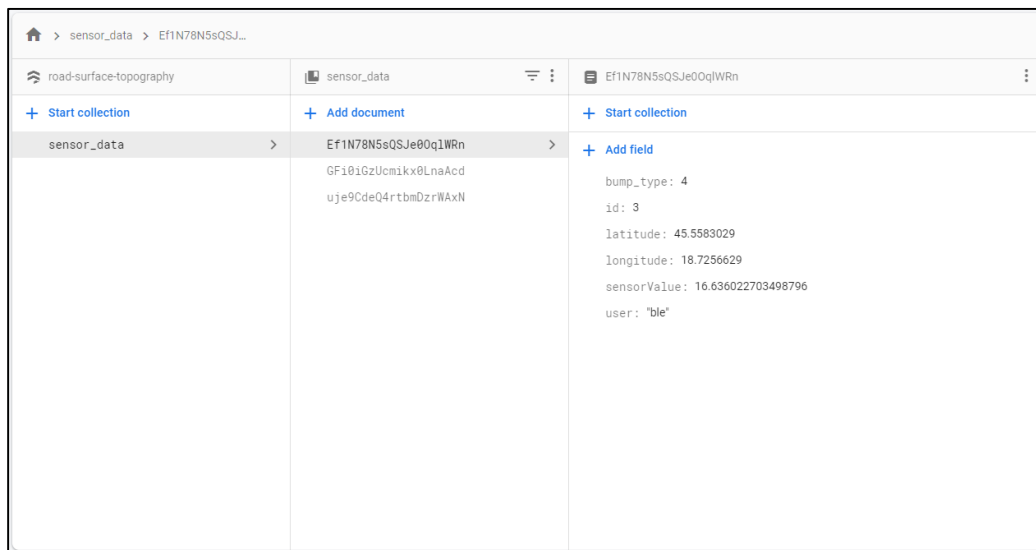 sensor_data > Ef1N78N5sQSJ…
road-surface-topography
+ Start collection
sensor_data
sensor_data
+ Add document
Ef1N78N5sQSJe0OqlWRn
GFi0iGzUcmikx0LnaAcd
uje9CdeQ4rtbmDzrWAxN
Ef1N78N5sQSJe0OqlWRn
+ Start collection
+ Add field
bump_type: 4
id: 3
latitude: 45.5583029
longitude: 18.7256629
sensorValue: 16.636022703498796
user: "ble"